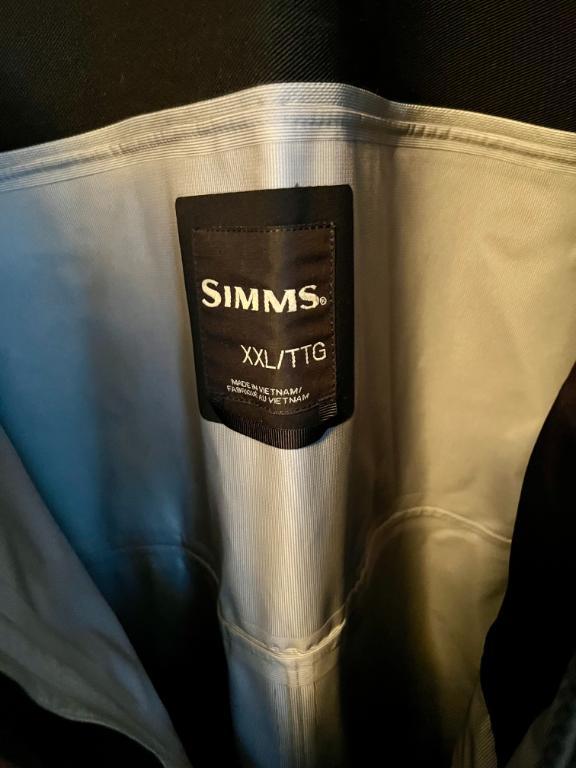 SIMMS®
XXL/TTG
MADE IN VIETNAM/
FABRIQUÉ AU VIETNAM